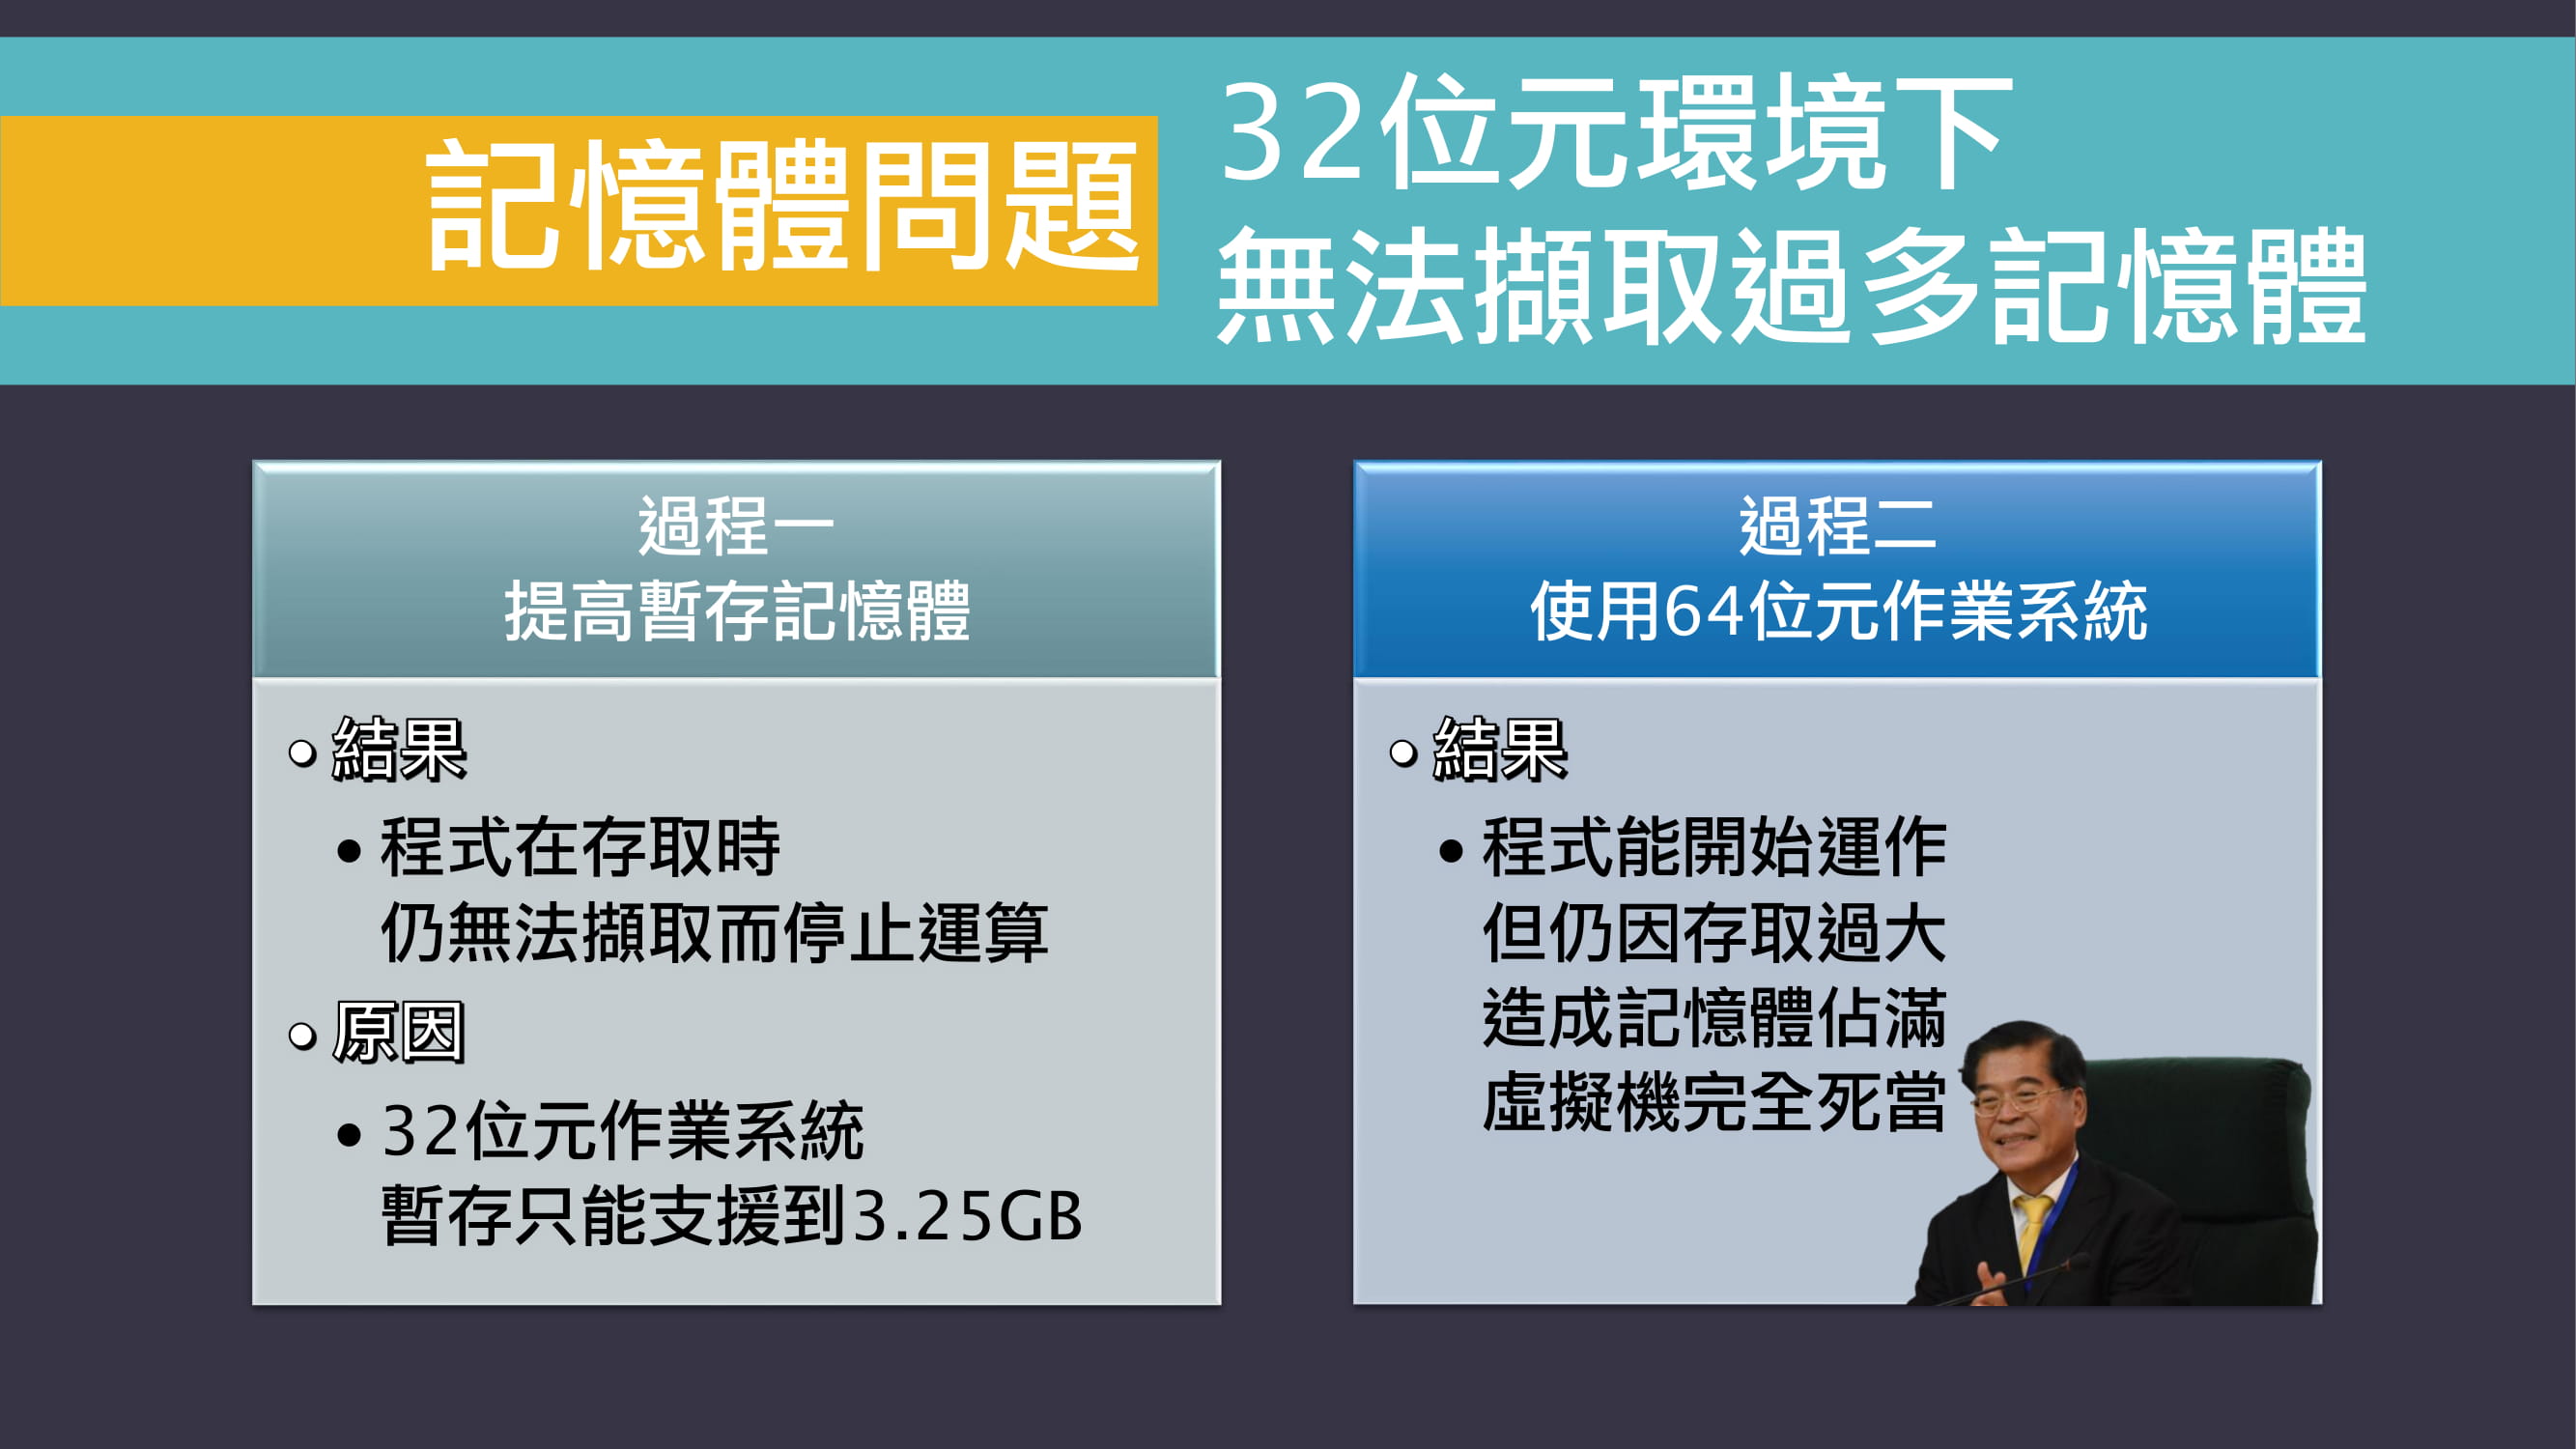 記憶體問題
32位元環境下
無法擷取過多記憶體
過程一
提高暫存記憶體
• 結果
• 程式在存取時
仍無法擷取而停止運算
• 原因
• 32位元作業系統
暫存只能支援到3.25GB
過程二
使用64位元作業系統
• 結果
• 程式能開始運作
但仍因存取過大
造成記憶體佔滿
虛擬機完全死當